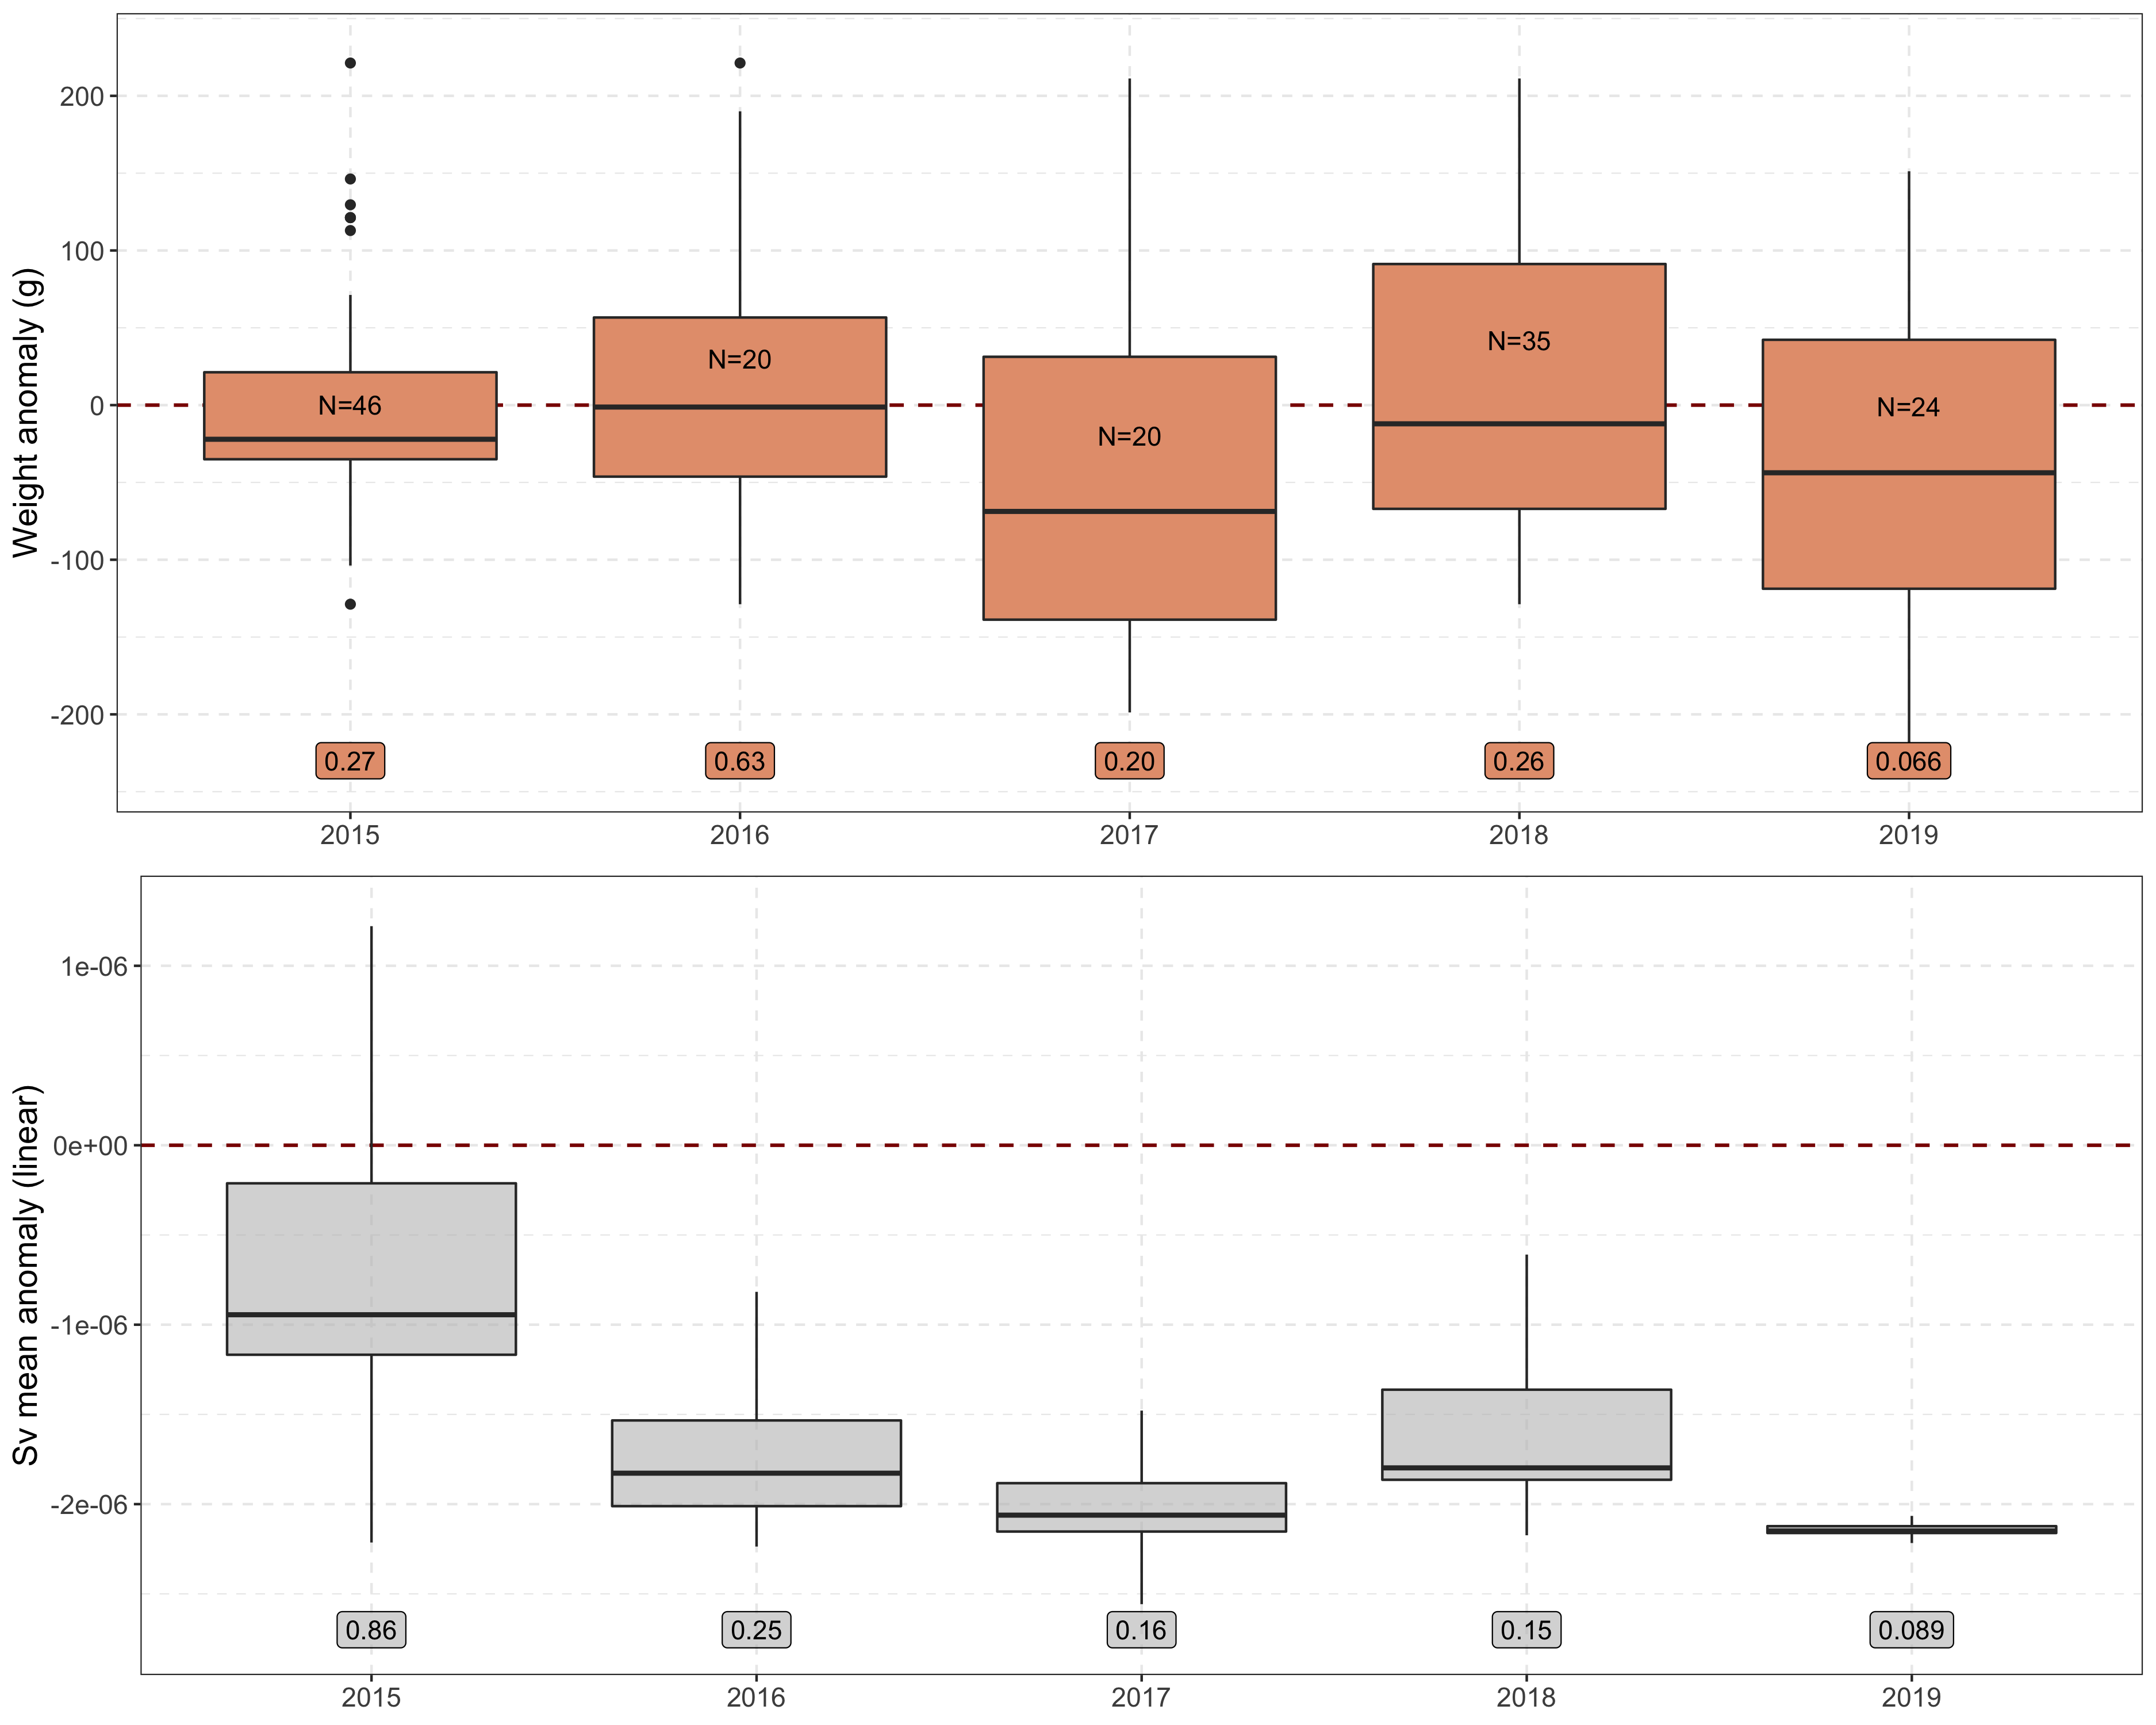 Weight anomaly (g)
200
100
0
-100
-200
N=46
N=20
N=20
N=35
N=24
0.27
0.63
0.20
0.26
0.066
2015
2016
2017
2018
2019
Sv mean anomaly (linear)
1e-06
0e+00
-1e-06
-2e-06
0.86
0.25
0.16
0.15
0.089
2015
2016
2017
2018
2019